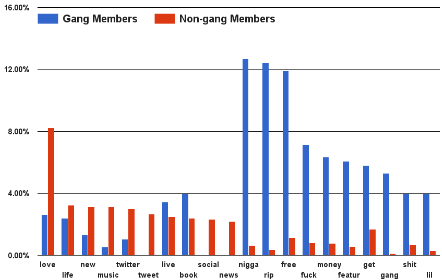 16.00%
Gang Members
Non-gang Members
12.00%
8.00%
4.00%
0.00%
love new twitter live social nigga free money get shit
life music tweet book news rip fuck featur gang lil